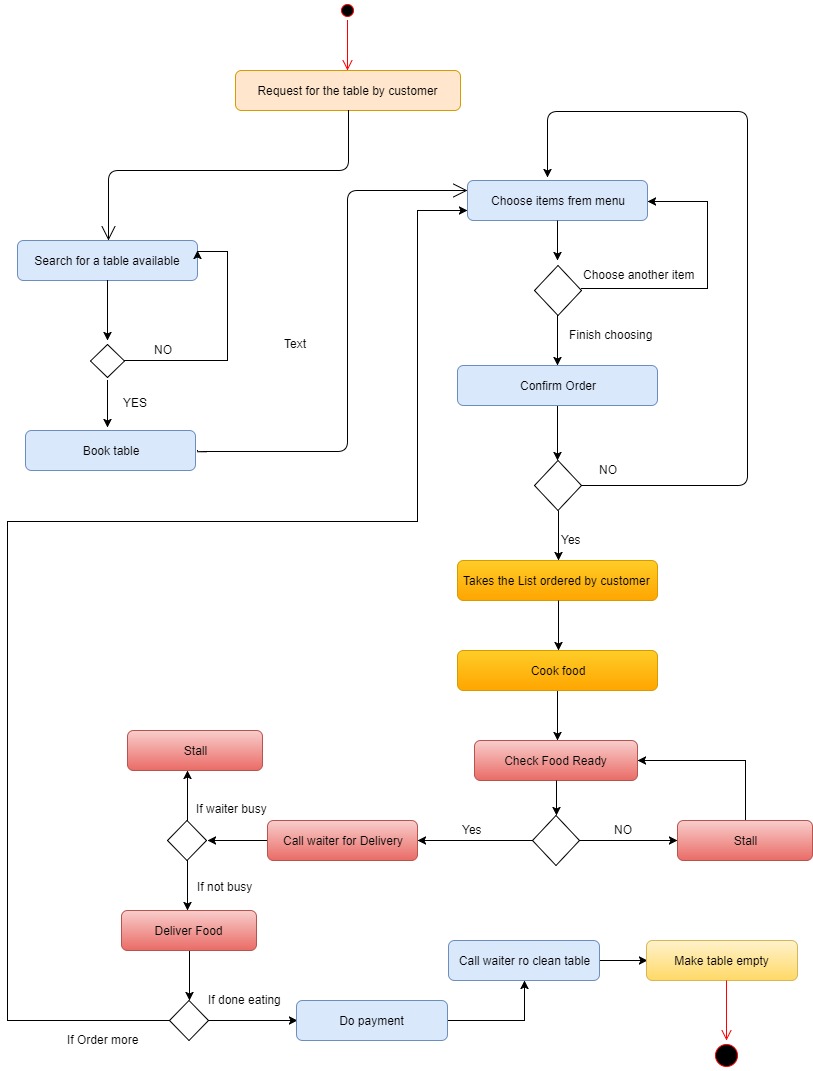 Request for the table by customer
Choose items frem menu
Search for a table available
Choose another item
NO
Text
Finish choosing
YES
Confirm Order
Book table
NO
Yes
Takes the List ordered by customer
Cook food
Stall
Check Food Ready
If waiter busy
Yes
NO
Call waiter for Delivery
Stall
If not busy
Deliver Food
Call waiter ro clean table
Make table empty
If done eating
Do payment
If Order more